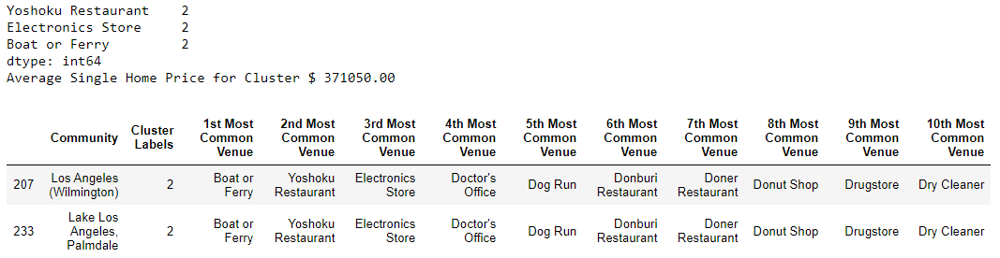 Yoshoku Restaurant    2
Electronics Store     2
Boat or Ferry         2
dtype: int64
Average Single Home Price for Cluster $ 371050.00
Community Cluster Labels 1st Most Common Venue 2nd Most Common Venue 3rd Most Common Venue 4th Most Common Venue 5th Most Common Venue 6th Most Common Venue 7th Most Common Venue 8th Most Common Venue 9th Most Common Venue 10th Most Common Venue
207 Los Angeles (Wilmington) 2 Boat or Ferry Yoshoku Restaurant Electronics Store Doctor's Office Dog Run Donburi Restaurant Doner Restaurant Donut Shop Drugstore Dry Cleaner
233 Lake Los Angeles, Palmdale 2 Boat or Ferry Yoshoku Restaurant Electronics Store Doctor's Office Dog Run Donburi Restaurant Doner Restaurant Donut Shop Drugstore Dry Cleaner